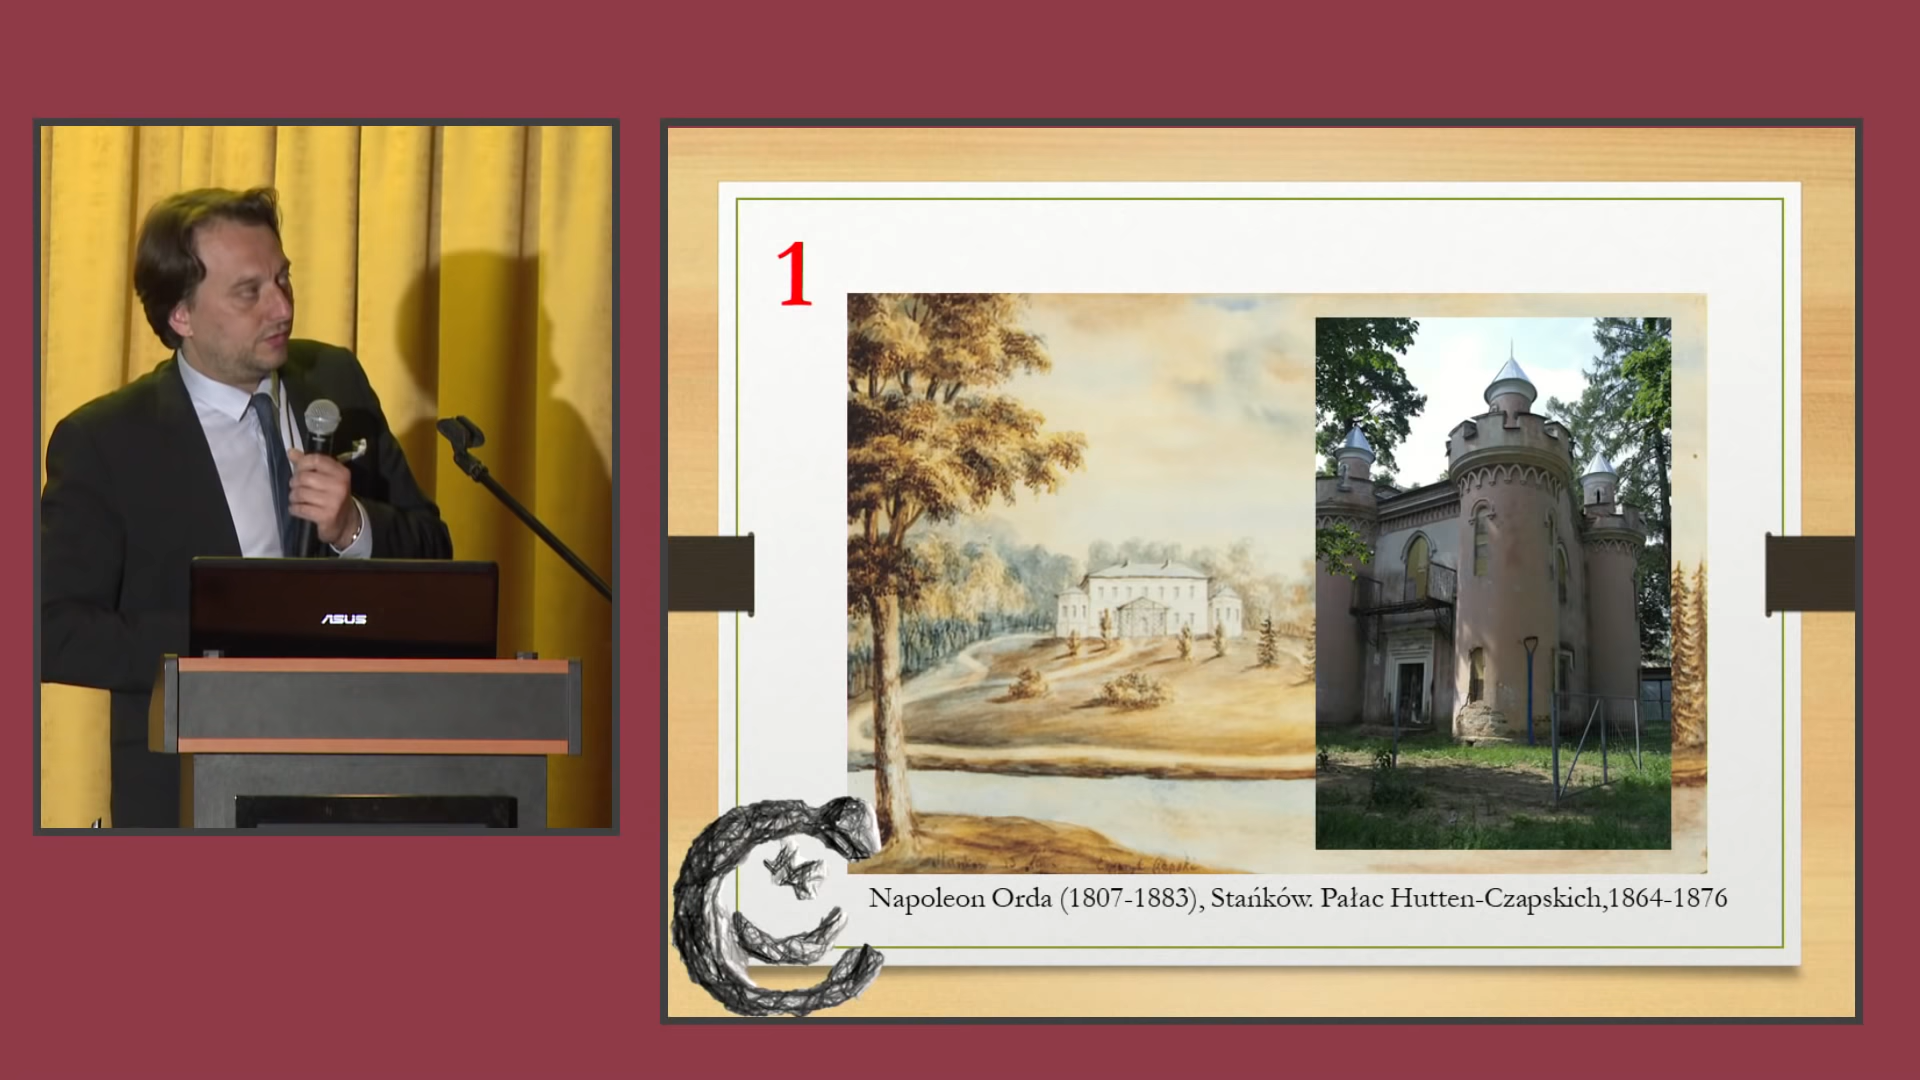 ASUS
1
Napoleon Orda (1807-1883), Stańków. Pałac Hutten-Czapskich,1864-1876